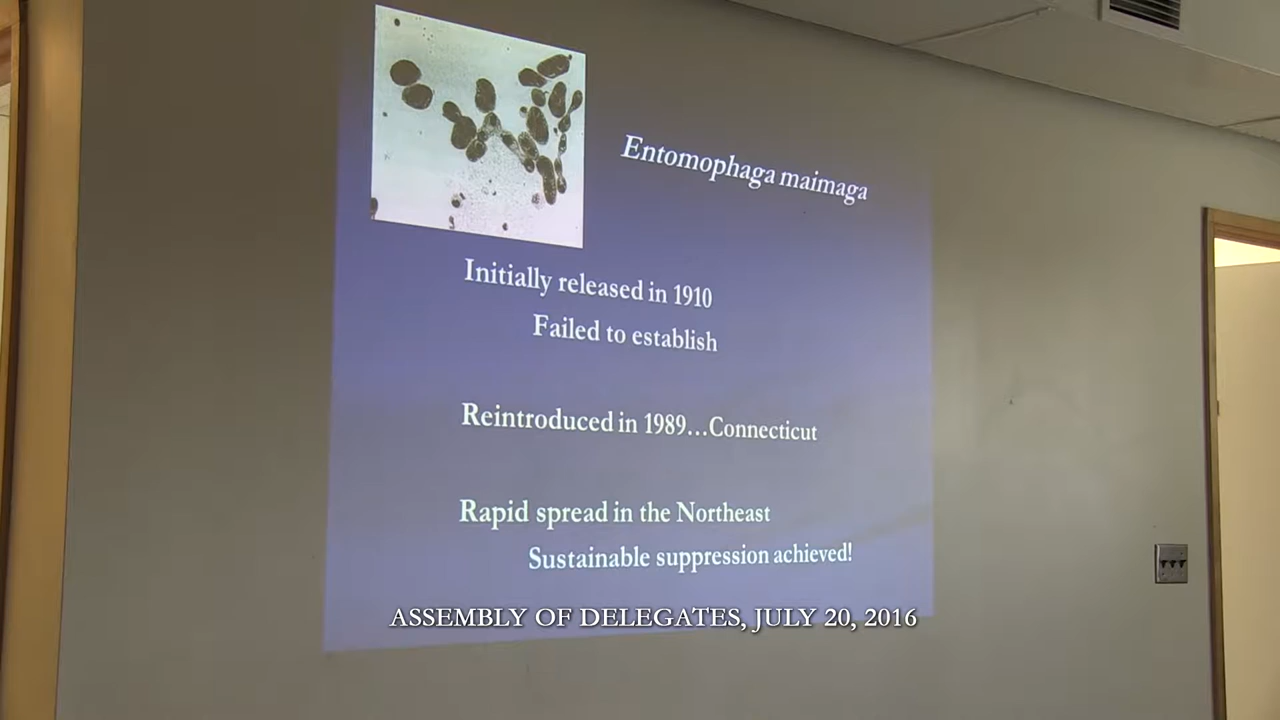 Entomophaga maimaga
Initially released in 1910
Failed to establish
Reintroduced in 1989...Connecticut
Rapid spread in the Northeast
Sustainable suppression achieved!
ASSEMBLY OF DELEGATES, JULY 20, 2016